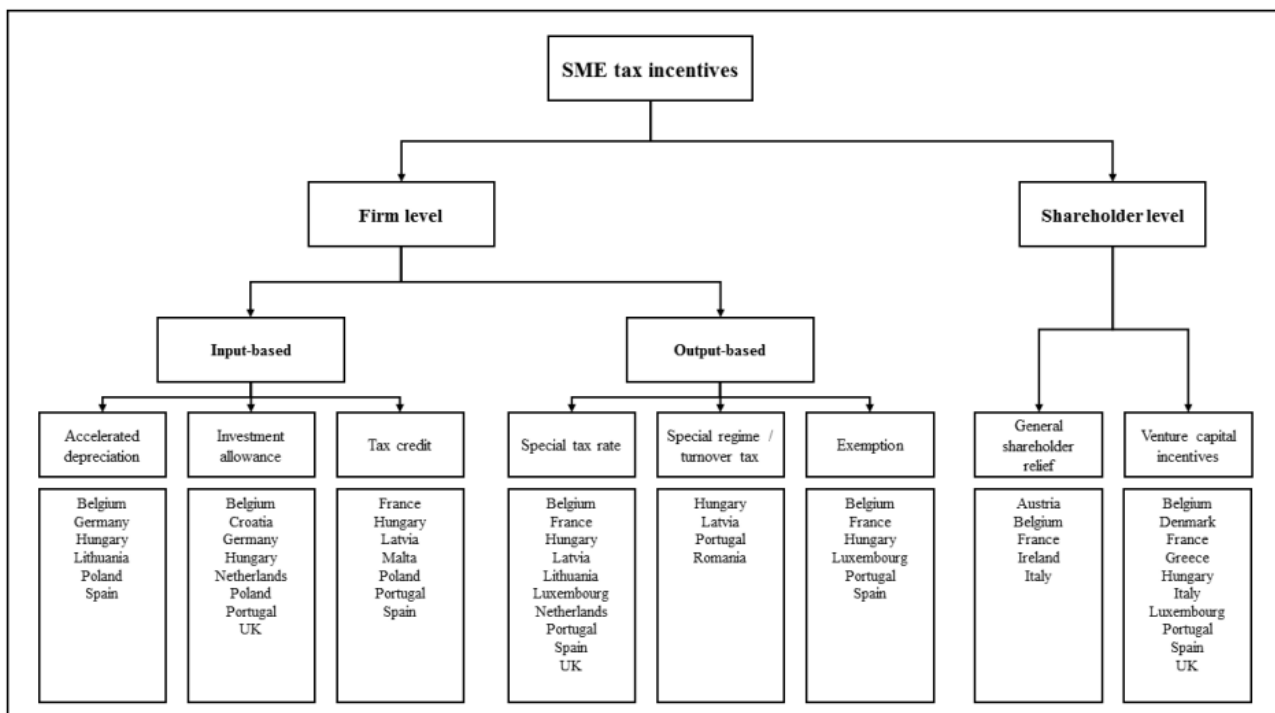 SME tax incentives
Firm level
Shareholder level
Input-based
Output-based
Accelerated
depreciation
Investment
allowance
Tax credit
Special tax rate
Special regime /
turnover tax
Exemption
General
shareholder
relief
Venture capital
incentives
Belgium
Germany
Hungary
Lithuania
Poland
Spain
Belgium
Croatia
Germany
Hungary
Netherlands
Poland
Portugal
UK
France
Hungary
Latvia
Malta
Poland
Portugal
Spain
Belgium
France
Hungary
Latvia
Lithuania
Luxembourg
Netherlands
Portugal
Spain
UK
Hungary
Latvia
Portugal
Romania
Belgium
France
Hungary
Luxembourg
Portugal
Spain
Austria
Belgium
France
Ireland
Italy
Belgium
Denmark
France
Greece
Hungary
Italy
Luxembourg
Portugal
Spain
UK